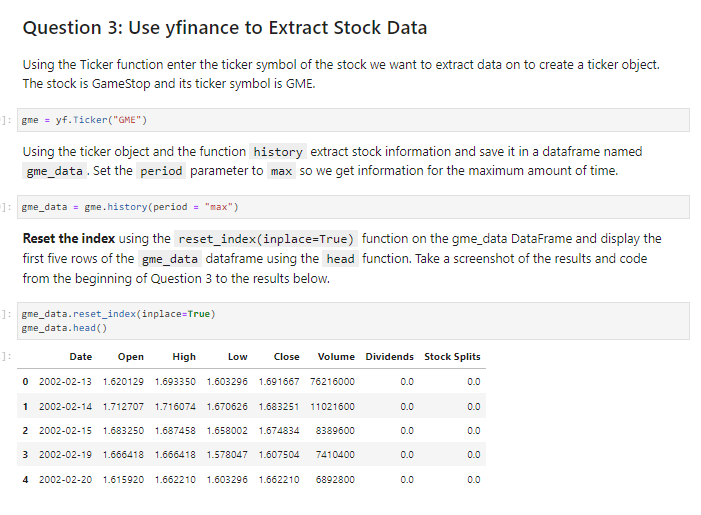 Question 3: Use yfinance to Extract Stock Data
Using the Ticker function enter the ticker symbol of the stock we want to extract data on to create a ticker object.
The stock is GameStop and its ticker symbol is GME.
]: gme = yf.Ticker("GME")
Using the ticker object and the function history extract stock information and save it in a dataframe named
gme_data . Set the period parameter to max so we get information for the maximum amount of time.
]: gme_data = gme.history(period = "max")
Reset the index using the reset_index(inplace=True) function on the gme_data DataFrame and display the
first five rows of the gme_data dataframe using the head function. Take a screenshot of the results and code
from the beginning of Question 3 to the results below.
]: gme_data.reset_index(inplace=True)
gme_data.head()
]: Date Open High Low Close Volume Dividends Stock Splits
0 2002-02-13 1.620129 1.693350 1.603296 1.691667 76216000 0.0 0.0
1 2002-02-14 1.712707 1.716074 1.670626 1.683251 11021600 0.0 0.0
2 2002-02-15 1.683250 1.687458 1.658002 1.674834 8389600 0.0 0.0
3 2002-02-19 1.666418 1.666418 1.578047 1.607504 7410400 0.0 0.0
4 2002-02-20 1.615920 1.662210 1.603296 1.662210 6892800 0.0 0.0